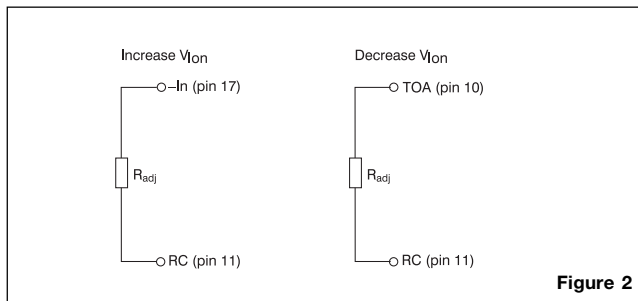 Increase VIon
–In (pin 17)
Radj
RC (pin 11)
Decrease VIon
TOA (pin 10)
Radj
RC (pin 11)
Figure 2